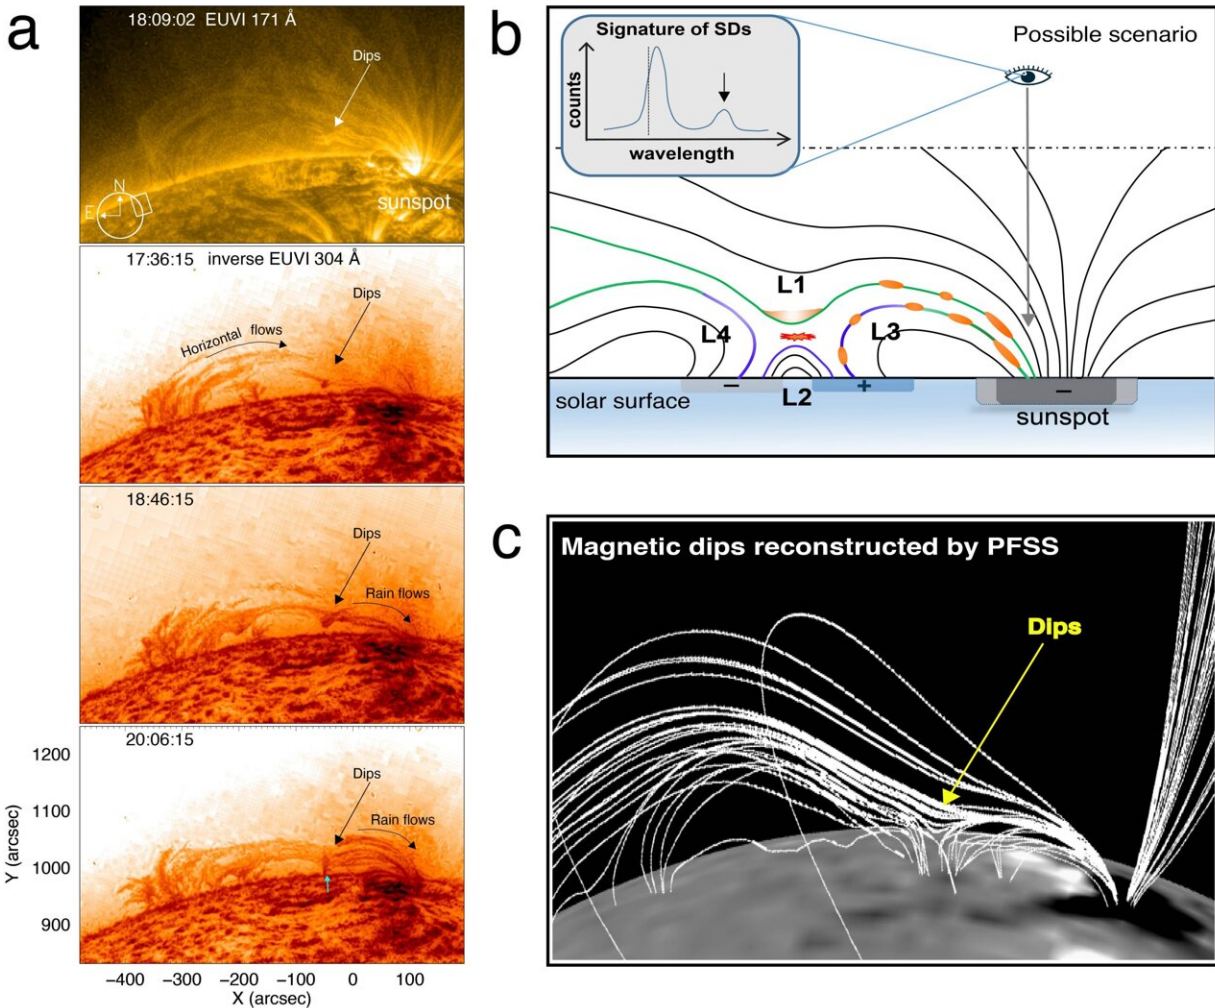 a
18:09:02 EUVI 171 Å
Dips
N
E
sunspot
17:36:15 inverse EUVI 304 Å
Dips
Horizontal flows
18:46:15
Dips
Rain flows
20:06:15
Dips
Rain flows
1200
1100
1000
900
Y (arcsec)
−400 −300 −200 −100 0 100
X (arcsec)
b
Signature of SDs
counts
wavelength
Possible scenario
L1
L4
L3
− + −
L2
solar surface
sunspot
c
Magnetic dips reconstructed by PFSS
Dips